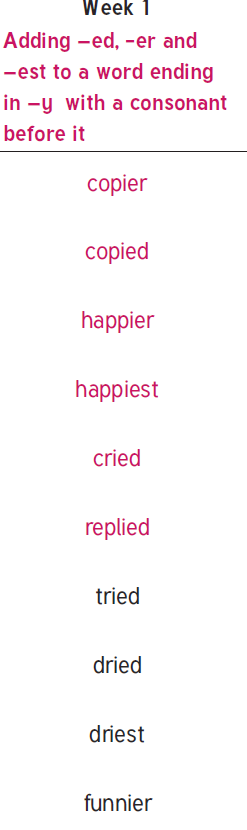 Week 1
Adding –ed, -er and
–est to a word ending
in –y with a consonant
before it
copier
copied
happier
happiest
cried
replied
tried
dried
driest
funnier